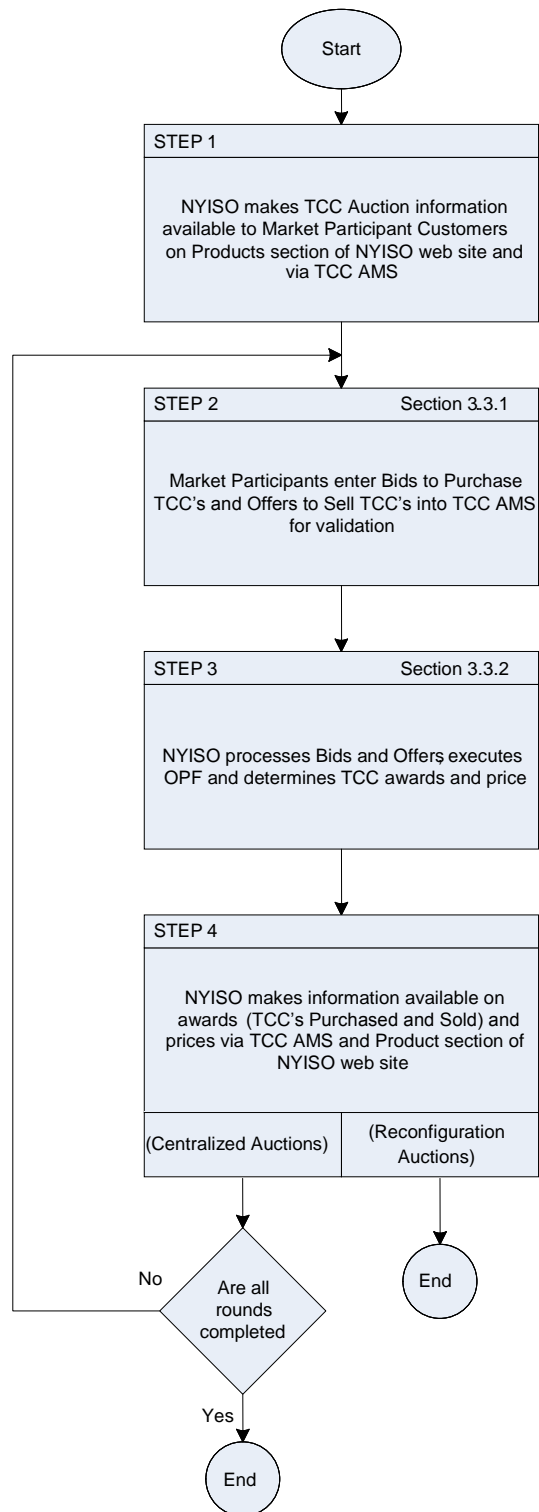 Start
STEP 1
NYISO makes TCC Auction information
available to Market Participant Customers
on Products section of NYISO web site and
via TCC AMS
STEP 2 Section 3.3.1
Market Participants enter Bids to Purchase
TCC's and Offers to Sell TCC's into TCC AMS
for validation
STEP 3 Section 3.3.2
NYISO processes Bids and Offers, executes
OPF and determines TCC awards and price
STEP 4
NYISO makes information available on
awards (TCC's Purchased and Sold) and
prices via TCC AMS and Product section of
NYISO web site
(Centralized Auctions)
(Reconfiguration
Auctions)
No
Are all
rounds
completed
End
Yes
End